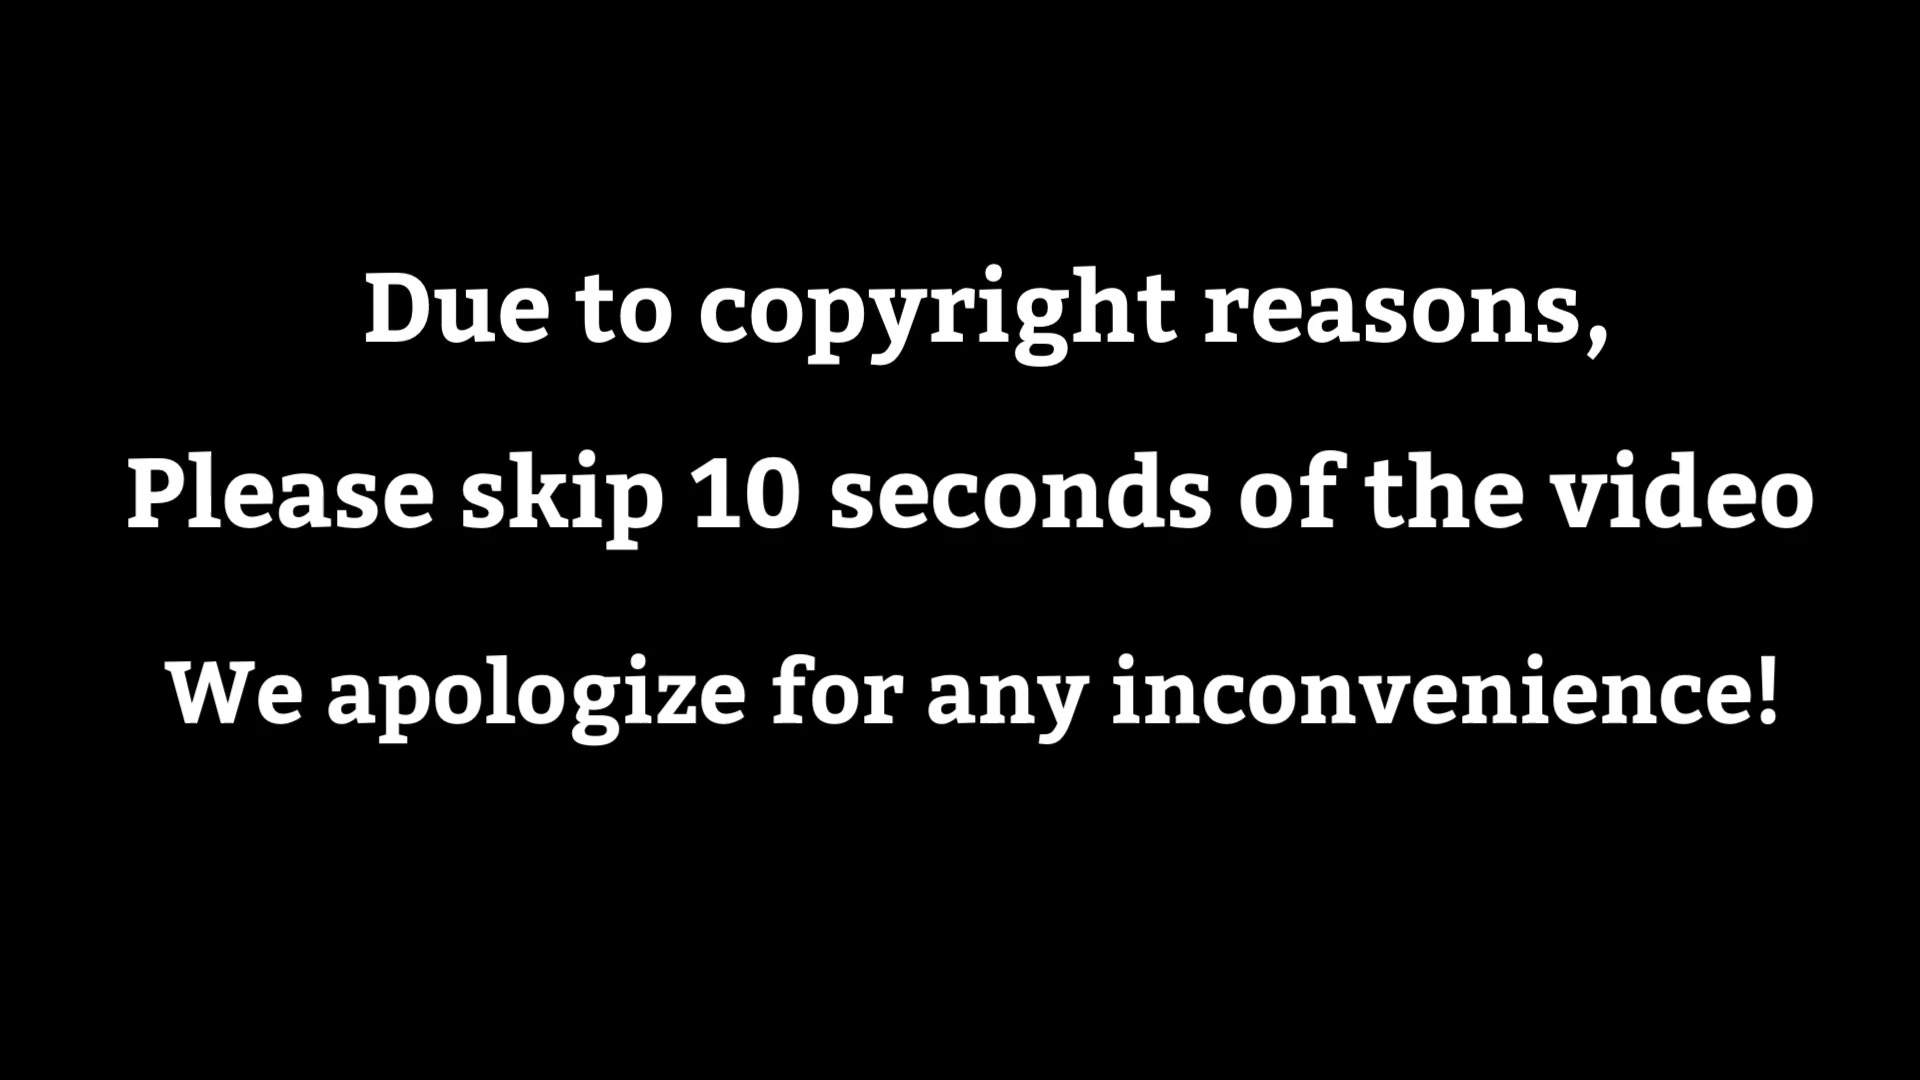 Due to copyright reasons,
Please skip 10 seconds of the video
We apologize for any inconvenience!